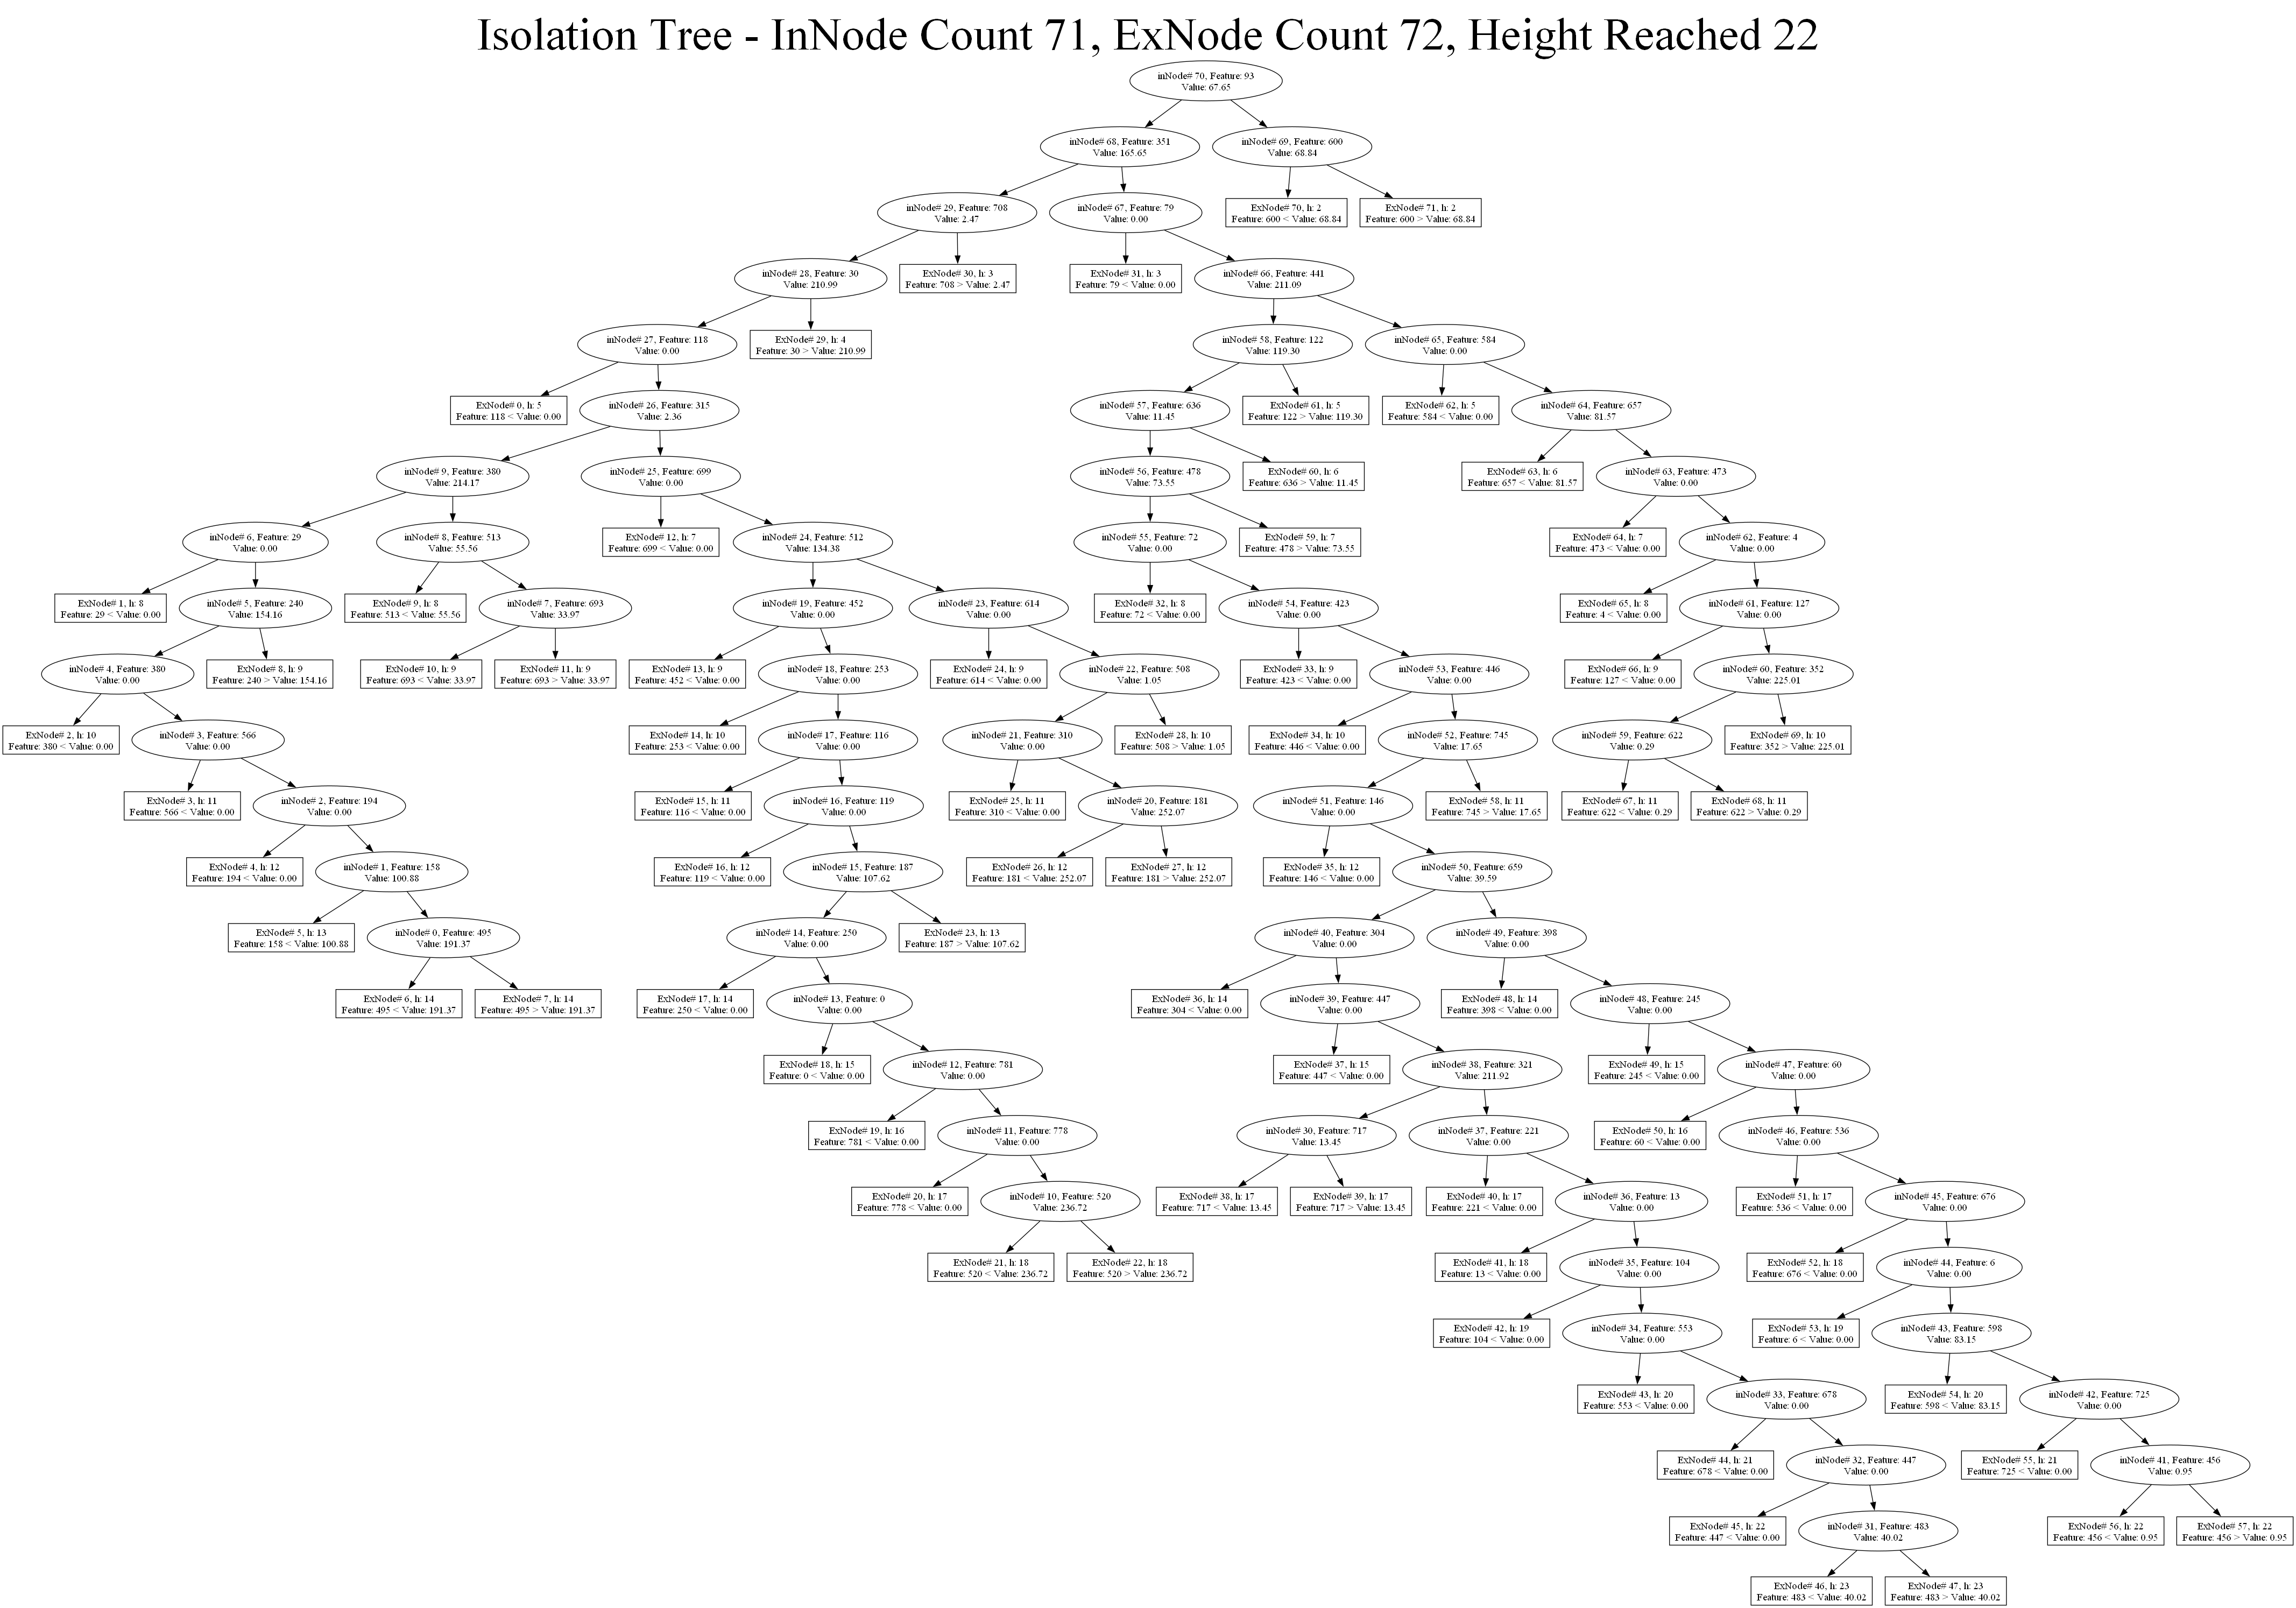 Isolation Tree - InNode Count 71, ExNode Count 72, Height Reached 22
inNode# 70, Feature: 93
Value: 67.65
inNode# 68, Feature: 351
Value: 165.65
inNode# 69, Feature: 600
Value: 68.84
inNode# 29, Feature: 708
Value: 2.47
inNode# 67, Feature: 79
Value: 0.00
ExNode# 70, h: 2
Feature: 600 < Value: 68.84
ExNode# 71, h: 2
Feature: 600 > Value: 68.84
inNode# 28, Feature: 30
Value: 210.99
ExNode# 30, h: 3
Feature: 708 > Value: 2.47
ExNode# 31, h: 3
Feature: 79 < Value: 0.00
inNode# 66, Feature: 441
Value: 211.09
inNode# 27, Feature: 118
Value: 0.00
ExNode# 29, h: 4
Feature: 30 > Value: 210.99
inNode# 58, Feature: 122
Value: 119.30
inNode# 65, Feature: 584
Value: 0.00
ExNode# 0, h: 5
Feature: 118 < Value: 0.00
inNode# 26, Feature: 315
Value: 2.36
inNode# 57, Feature: 636
Value: 11.45
ExNode# 61, h: 5
Feature: 122 > Value: 119.30
ExNode# 62, h: 5
Feature: 584 < Value: 0.00
inNode# 64, Feature: 657
Value: 81.57
inNode# 9, Feature: 380
Value: 214.17
inNode# 25, Feature: 699
Value: 0.00
inNode# 56, Feature: 478
Value: 73.55
ExNode# 60, h: 6
Feature: 636 > Value: 11.45
ExNode# 63, h: 6
Feature: 657 < Value: 81.57
inNode# 63, Feature: 473
Value: 0.00
inNode# 6, Feature: 29
Value: 0.00
inNode# 8, Feature: 513
Value: 55.56
ExNode# 12, h: 7
Feature: 699 < Value: 0.00
inNode# 24, Feature: 512
Value: 134.38
inNode# 55, Feature: 72
Value: 0.00
ExNode# 59, h: 7
Feature: 478 > Value: 73.55
ExNode# 64, h: 7
Feature: 473 < Value: 0.00
inNode# 62, Feature: 4
Value: 0.00
ExNode# 1, h: 8
Feature: 29 < Value: 0.00
inNode# 5, Feature: 240
Value: 154.16
ExNode# 9, h: 8
Feature: 513 < Value: 55.56
inNode# 7, Feature: 693
Value: 33.97
inNode# 19, Feature: 452
Value: 0.00
inNode# 23, Feature: 614
Value: 0.00
ExNode# 32, h: 8
Feature: 72 < Value: 0.00
inNode# 54, Feature: 423
Value: 0.00
ExNode# 65, h: 8
Feature: 4 < Value: 0.00
inNode# 61, Feature: 127
Value: 0.00
inNode# 4, Feature: 380
Value: 0.00
ExNode# 8, h: 9
Feature: 240 > Value: 154.16
ExNode# 10, h: 9
Feature: 693 < Value: 33.97
ExNode# 11, h: 9
Feature: 693 > Value: 33.97
ExNode# 13, h: 9
Feature: 452 < Value: 0.00
inNode# 18, Feature: 253
Value: 0.00
ExNode# 24, h: 9
Feature: 614 < Value: 0.00
inNode# 22, Feature: 508
Value: 1.05
ExNode# 33, h: 9
Feature: 423 < Value: 0.00
inNode# 53, Feature: 446
Value: 0.00
ExNode# 66, h: 9
Feature: 127 < Value: 0.00
inNode# 60, Feature: 352
Value: 225.01
ExNode# 2, h: 10
Feature: 380 < Value: 0.00
inNode# 3, Feature: 566
Value: 0.00
ExNode# 14, h: 10
Feature: 253 < Value: 0.00
inNode# 17, Feature: 116
Value: 0.00
inNode# 21, Feature: 310
Value: 0.00
ExNode# 28, h: 10
Feature: 508 > Value: 1.05
ExNode# 34, h: 10
Feature: 446 < Value: 0.00
inNode# 52, Feature: 745
Value: 17.65
inNode# 59, Feature: 622
Value: 0.29
ExNode# 69, h: 10
Feature: 352 > Value: 225.01
ExNode# 3, h: 11
Feature: 566 < Value: 0.00
inNode# 2, Feature: 194
Value: 0.00
ExNode# 15, h: 11
Feature: 116 < Value: 0.00
inNode# 16, Feature: 119
Value: 0.00
ExNode# 25, h: 11
Feature: 310 < Value: 0.00
inNode# 20, Feature: 181
Value: 252.07
inNode# 51, Feature: 146
Value: 0.00
ExNode# 58, h: 11
Feature: 745 > Value: 17.65
ExNode# 67, h: 11
Feature: 622 < Value: 0.29
ExNode# 68, h: 11
Feature: 622 > Value: 0.29
ExNode# 4, h: 12
Feature: 194 < Value: 0.00
inNode# 1, Feature: 158
Value: 100.88
ExNode# 16, h: 12
Feature: 119 < Value: 0.00
inNode# 15, Feature: 187
Value: 107.62
ExNode# 26, h: 12
Feature: 181 < Value: 252.07
ExNode# 27, h: 12
Feature: 181 > Value: 252.07
ExNode# 35, h: 12
Feature: 146 < Value: 0.00
inNode# 50, Feature: 659
Value: 39.59
ExNode# 5, h: 13
Feature: 158 < Value: 100.88
inNode# 0, Feature: 495
Value: 191.37
inNode# 14, Feature: 250
Value: 0.00
ExNode# 23, h: 13
Feature: 187 > Value: 107.62
inNode# 40, Feature: 304
Value: 0.00
inNode# 49, Feature: 398
Value: 0.00
ExNode# 6, h: 14
Feature: 495 < Value: 191.37
ExNode# 7, h: 14
Feature: 495 > Value: 191.37
ExNode# 17, h: 14
Feature: 250 < Value: 0.00
inNode# 13, Feature: 0
Value: 0.00
ExNode# 36, h: 14
Feature: 304 < Value: 0.00
inNode# 39, Feature: 447
Value: 0.00
ExNode# 48, h: 14
Feature: 398 < Value: 0.00
inNode# 48, Feature: 245
Value: 0.00
ExNode# 18, h: 15
Feature: 0 < Value: 0.00
inNode# 12, Feature: 781
Value: 0.00
ExNode# 37, h: 15
Feature: 447 < Value: 0.00
inNode# 38, Feature: 321
Value: 211.92
ExNode# 49, h: 15
Feature: 245 < Value: 0.00
inNode# 47, Feature: 60
Value: 0.00
ExNode# 19, h: 16
Feature: 781 < Value: 0.00
inNode# 11, Feature: 778
Value: 0.00
inNode# 30, Feature: 717
Value: 13.45
inNode# 37, Feature: 221
Value: 0.00
ExNode# 50, h: 16
Feature: 60 < Value: 0.00
inNode# 46, Feature: 536
Value: 0.00
ExNode# 20, h: 17
Feature: 778 < Value: 0.00
inNode# 10, Feature: 520
Value: 236.72
ExNode# 38, h: 17
Feature: 717 < Value: 13.45
ExNode# 39, h: 17
Feature: 717 > Value: 13.45
ExNode# 40, h: 17
Feature: 221 < Value: 0.00
inNode# 36, Feature: 13
Value: 0.00
ExNode# 51, h: 17
Feature: 536 < Value: 0.00
inNode# 45, Feature: 676
Value: 0.00
ExNode# 21, h: 18
Feature: 520 < Value: 236.72
ExNode# 22, h: 18
Feature: 520 > Value: 236.72
ExNode# 41, h: 18
Feature: 13 < Value: 0.00
inNode# 35, Feature: 104
Value: 0.00
ExNode# 52, h: 18
Feature: 676 < Value: 0.00
inNode# 44, Feature: 6
Value: 0.00
ExNode# 42, h: 19
Feature: 104 < Value: 0.00
inNode# 34, Feature: 553
Value: 0.00
ExNode# 53, h: 19
Feature: 6 < Value: 0.00
inNode# 43, Feature: 598
Value: 83.15
ExNode# 43, h: 20
Feature: 553 < Value: 0.00
inNode# 33, Feature: 678
Value: 0.00
ExNode# 54, h: 20
Feature: 598 < Value: 83.15
inNode# 42, Feature: 725
Value: 0.00
ExNode# 44, h: 21
Feature: 678 < Value: 0.00
inNode# 32, Feature: 447
Value: 0.00
ExNode# 55, h: 21
Feature: 725 < Value: 0.00
inNode# 41, Feature: 456
Value: 0.95
ExNode# 45, h: 22
Feature: 447 < Value: 0.00
inNode# 31, Feature: 483
Value: 40.02
ExNode# 56, h: 22
Feature: 456 < Value: 0.95
ExNode# 57, h: 22
Feature: 456 > Value: 0.95
ExNode# 46, h: 23
Feature: 483 < Value: 40.02
ExNode# 47, h: 23
Feature: 483 > Value: 40.02